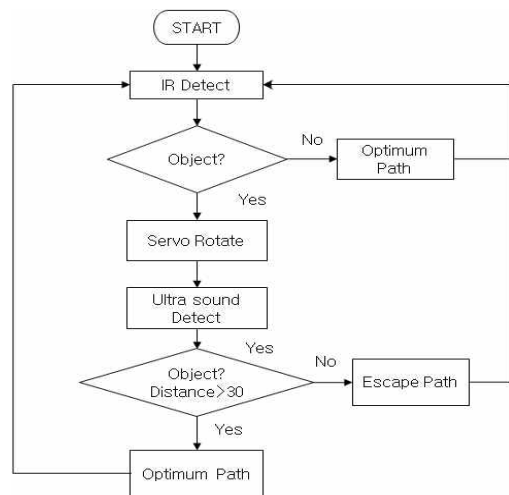 START
IR Detect
Object?
No
Optimum
Path
Yes
Servo Rotate
Ultra sound
Detect
Yes
Object?
Distance>30
No
Escape Path
Yes
Optimum Path